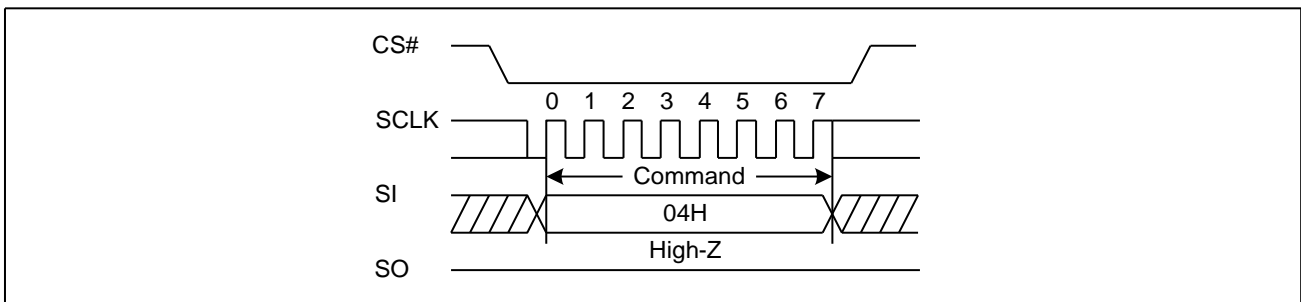 CS#
0 1 2 3 4 5 6 7
SCLK
Command
SI
04H
High-Z
SO